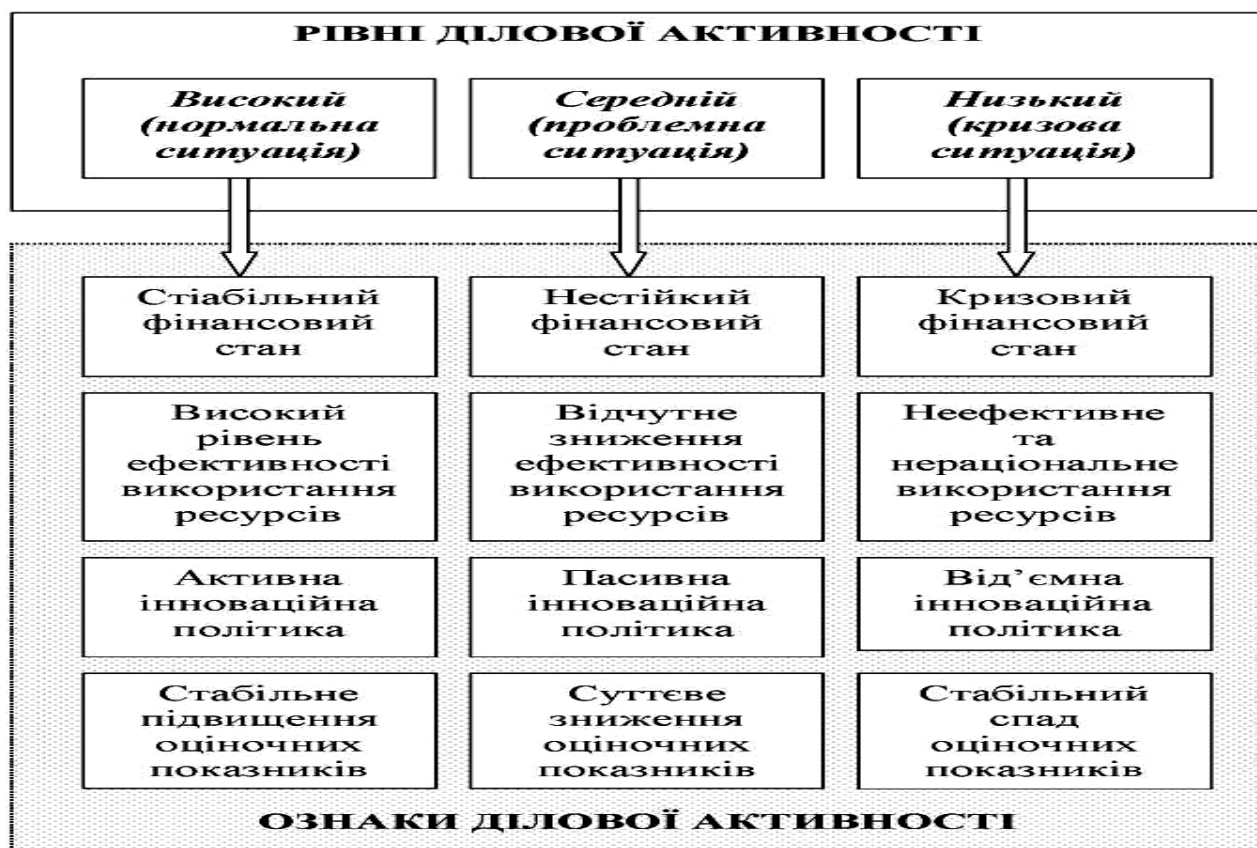 РІВНІ ДІЛОВОЇ АКТИВНОСТІ
Високий
(нормальна
ситуація)
Середній
(проблемна
ситуація)
Низький
(кризова
ситуація)
Стіабільний
фінансовий
стан
Нестійкий
фінансовий
стан
Кризовий
фінансовий
стан
Високий
рівень
ефективності
використання
ресурсів
Відчутне
зниження
ефективності
використання
ресурсів
Неефективне
та
нераціональне
використання
ресурсів
Активна
інноваційна
політика
Пасивна
інноваційна
політика
Від’ємна
інноваційна
політика
Стабільне
підвищення
оціночних
показників
Суттєве
зниження
оціночних
показників
Стабільний
спад
оціночних
показників
ОЗНАКИ ДІЛОВОЇ АКТИВНОСТІ